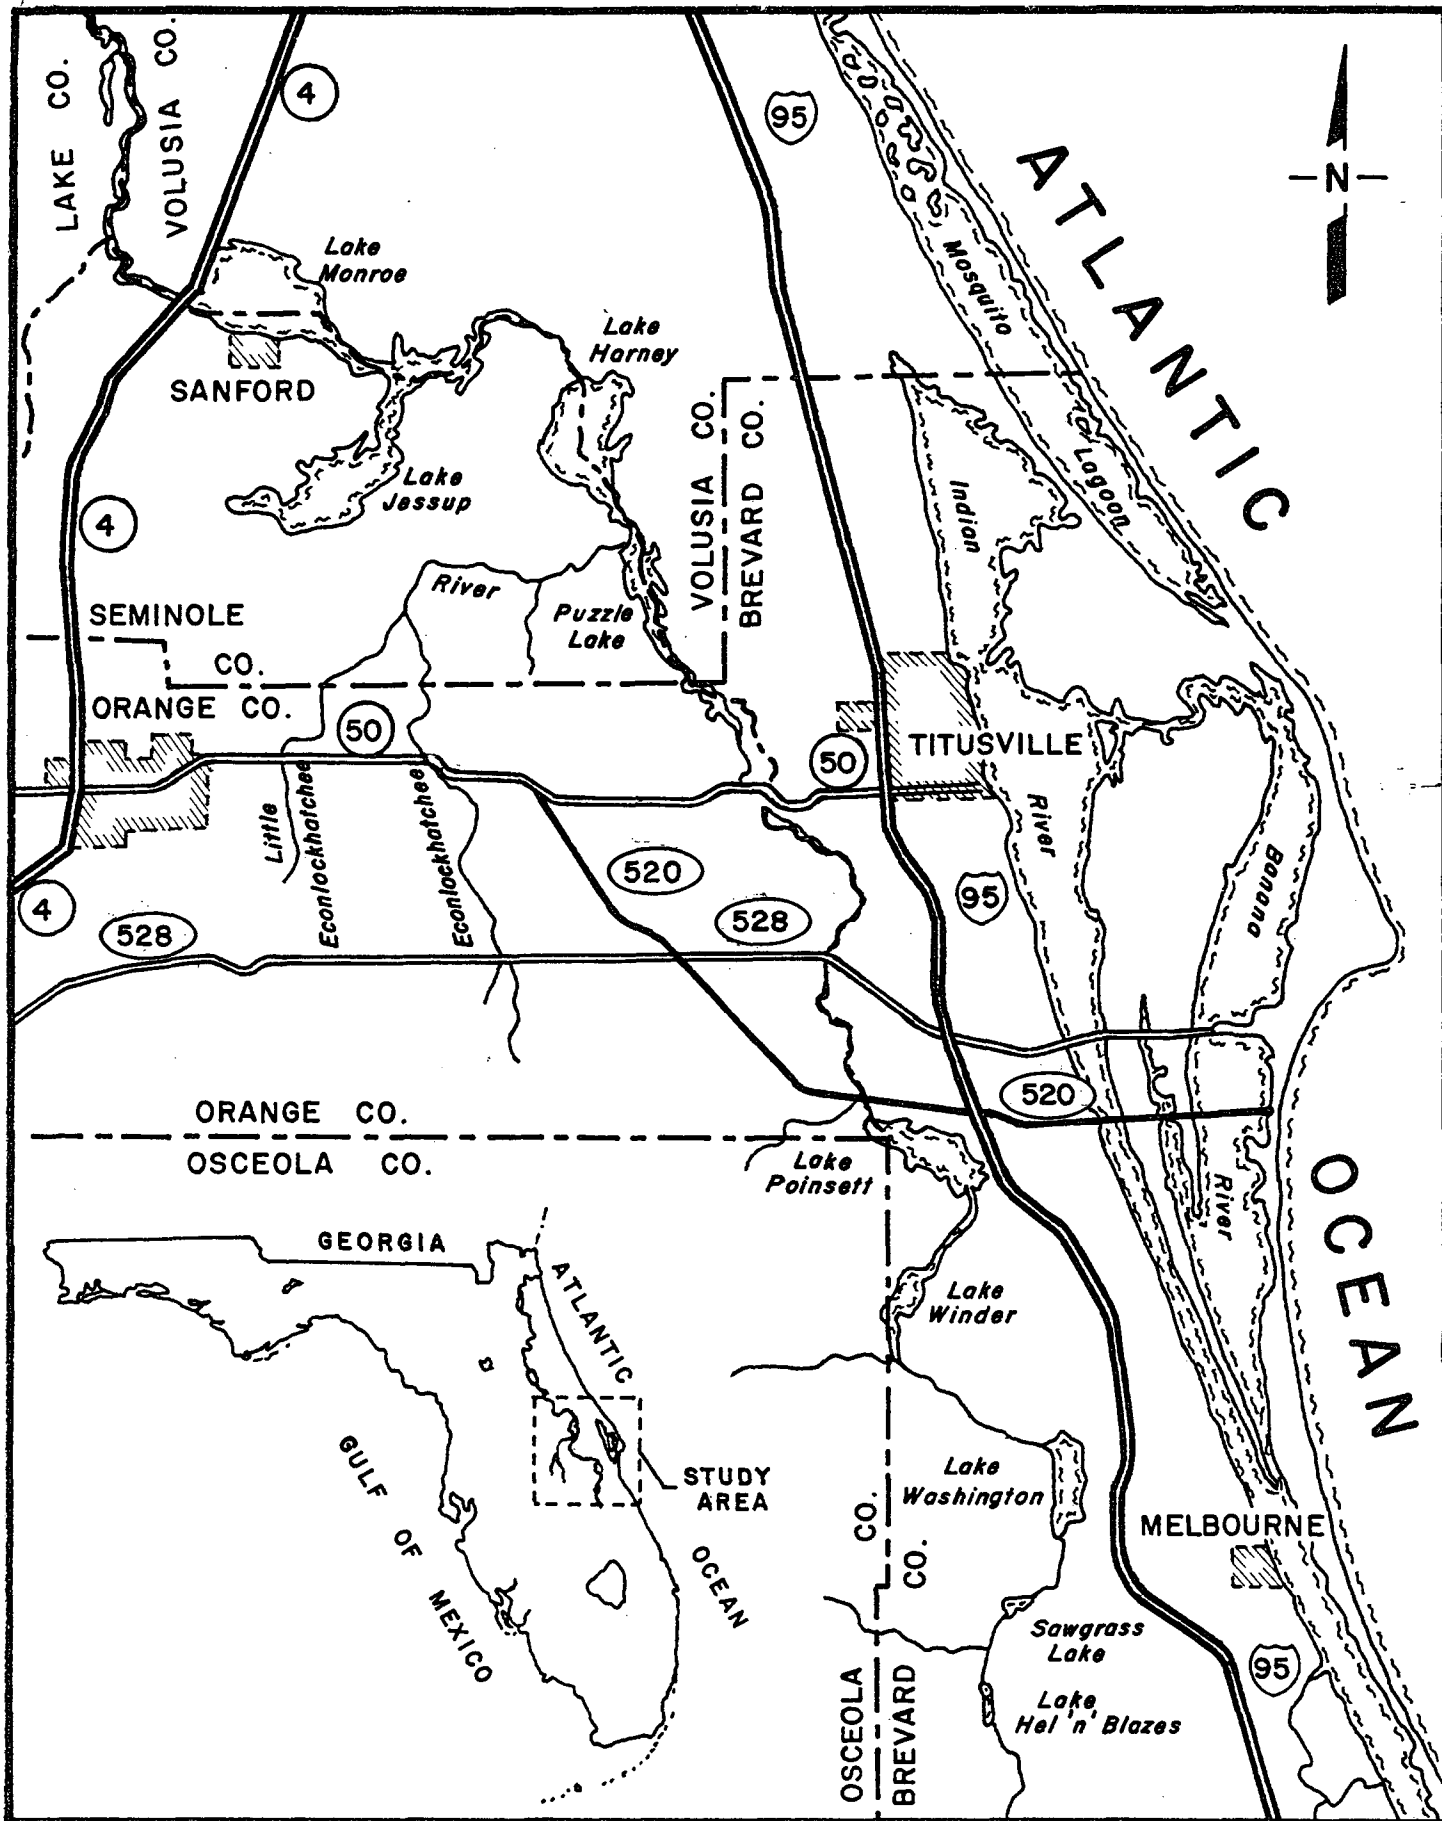 LAKE CO.
VOLUSIA CO.
4
95
ATLANTIC
N
Lake
Monroe
Mosquito
Lagoon
Lake
Harney
SANFORD
VOLUSIA CO.
BREVARD CO.
Lake
Jessup
Indian
4
River
Puzzle
Lake
SEMINOLE
CO.
ORANGE CO.
50
50
TITUSVILLE
Little
Econlockhatchee
Econlockhatchee
River
Banana
520
95
4
528
528
520
ORANGE CO.
OSCEOLA CO.
Lake
Poinsett
River
OCEAN
GEORGIA
ATLANTIC
Lake
Winder
GULF
OF
MEXICO
STUDY
AREA
OCEAN
Lake
Washington
CO.
CO.
MELBOURNE
Sawgrass
Lake
95
Lake
Hel 'n' Blazes
OSCEOLA
BREVARD